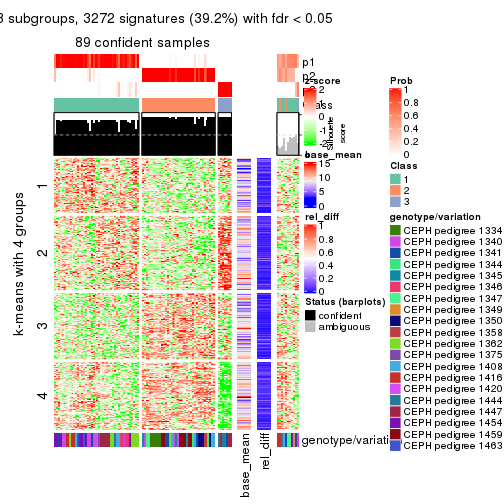 3 subgroups, 3272 signatures (39.2%) with fdr < 0.05
89 confident samples
p1
p2
Class
z-score
2
1
0
-1
-2
silhouette
score
base_mean
15
10
5
0
rel_diff
1
0.8
0.6
0.4
0.2
0
Status (barplots)
confident
ambiguous
k-means with 4 groups
1
2
3
4
base_mean
rel_diff
Prob
1
0.8
0.6
0.4
0.2
0
Class
1
2
3
genotype/variation
CEPH pedigree 1334
CEPH pedigree 1340
CEPH pedigree 1341
CEPH pedigree 1344
CEPH pedigree 1345
CEPH pedigree 1346
CEPH pedigree 1347
CEPH pedigree 1349
CEPH pedigree 1350
CEPH pedigree 1358
CEPH pedigree 1362
CEPH pedigree 1375
CEPH pedigree 1408
CEPH pedigree 1416
CEPH pedigree 1420
CEPH pedigree 1444
CEPH pedigree 1447
CEPH pedigree 1454
CEPH pedigree 1459
CEPH pedigree 1463